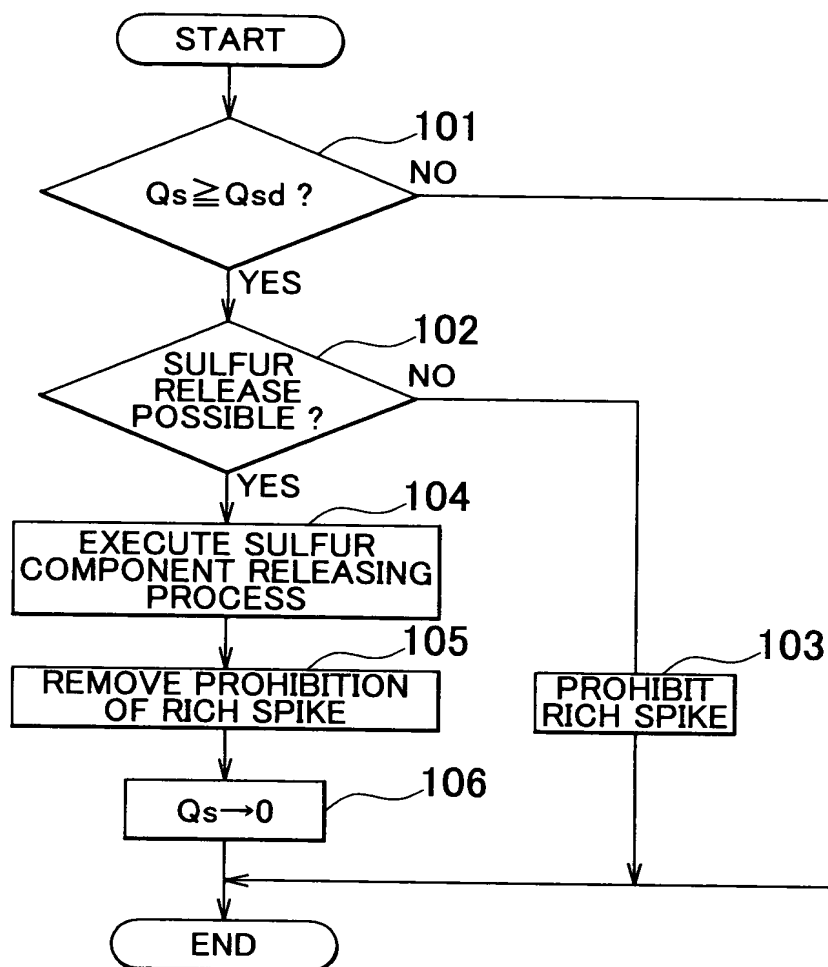 START
101
Qs≧Qsd ?
NO
YES
102
SULFUR
RELEASE
POSSIBLE ?
NO
YES
104
EXECUTE SULFUR
COMPONENT RELEASING
PROCESS
105
REMOVE PROHIBITION
OF RICH SPIKE
103
PROHIBIT
RICH SPIKE
106
Qs→0
END